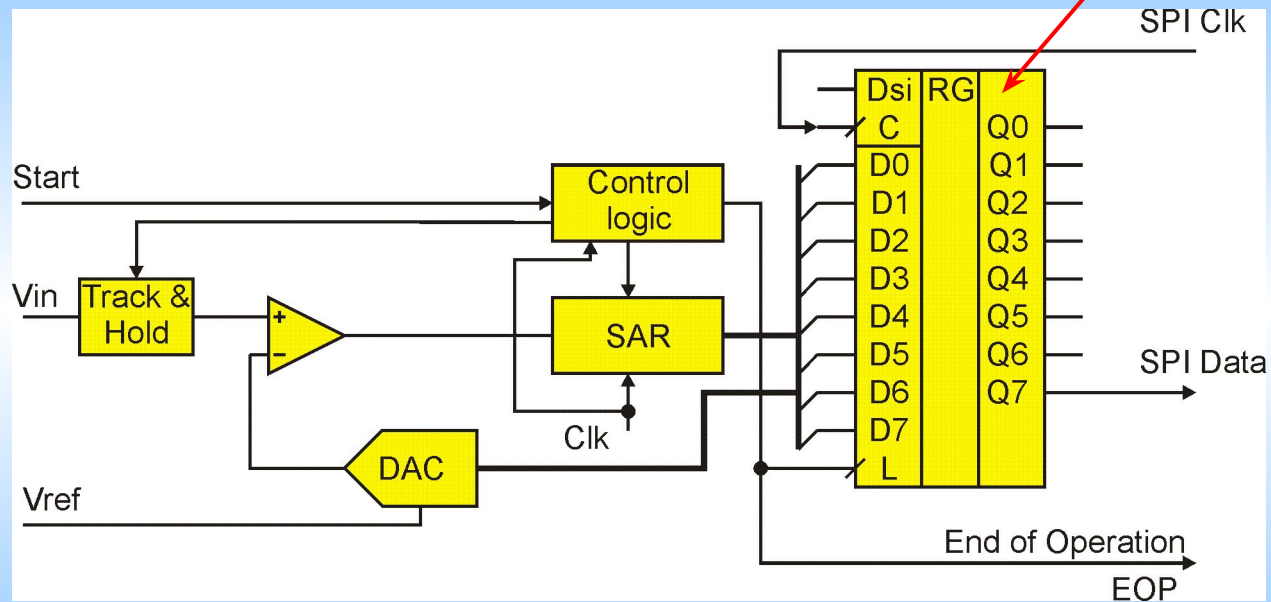 SPI Clk
Dsi RG
C Q0
Start
Control
logic
D0 Q1
D1 Q2
D2 Q3
Vin
Track &
Hold
+
−
SAR
D3 Q4
D4 Q5
D5 Q6
SPI Data
D6 Q7
D7
Clk
DAC
L
Vref
End of Operation
EOP